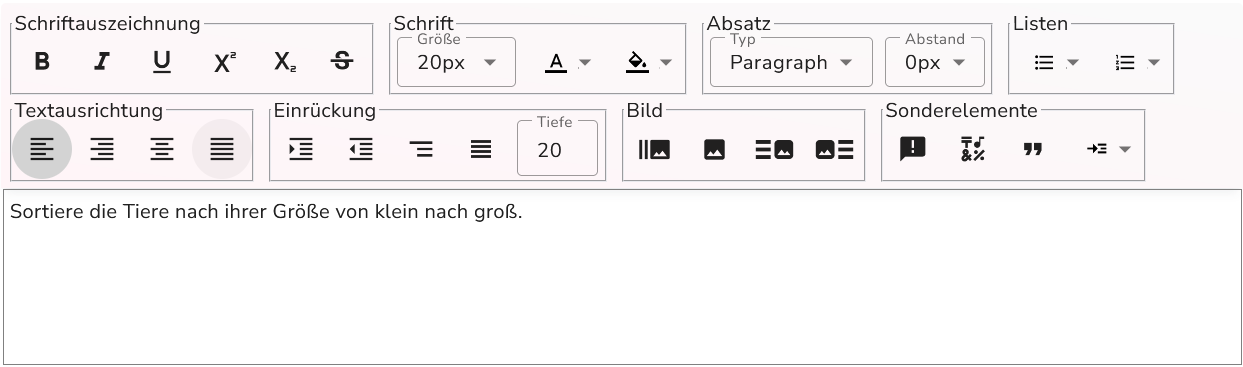 Schriftauszeichnung
B I U X² X₂ S
Schrift
Größe
20px
A
Absatz
Typ
Paragraph
Abstand
0px
Listen
Textausrichtung
Einrückung
Tiefe
20
Bild
Sonderelemente
Sortiere die Tiere nach ihrer Größe von klein nach groß.